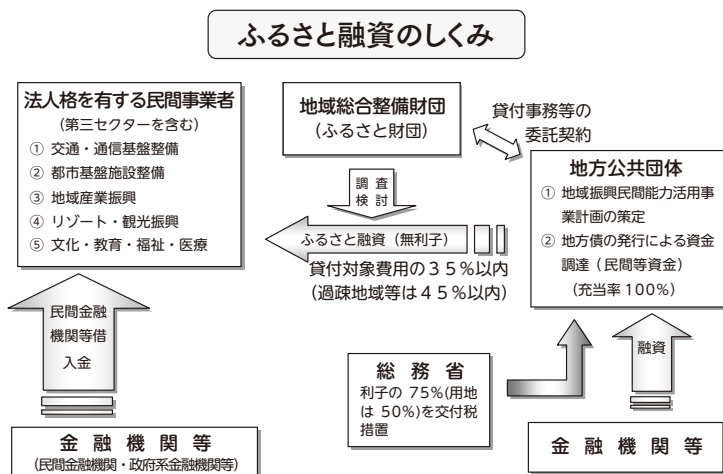 ふるさと融資のしくみ
法人格を有する民間事業者
(第三セクターを含む)
① 交通・通信基盤整備
② 都市基盤施設整備
③ 地域産業振興
④ リゾート・観光振興
⑤ 文化・教育・福祉・医療
地域総合整備財団
(ふるさと財団)
貸付事務等の
委託契約
調 査
検 討
地方公共団体
① 地域振興民間能力活用事
業計画の策定
② 地方債の発行による資金
調達(民間等資金)
(充当率 100%)
ふるさと融資(無利子)
貸付対象費用の35%以内
(過疎地域等は45%以内)
民間金融
機関等借
入金
総 務 省
利子の 75%(用地
は 50%)を交付税
措置
融資
金 融 機 関 等
(民間金融機関・政府系金融機関等)
金 融 機 関 等